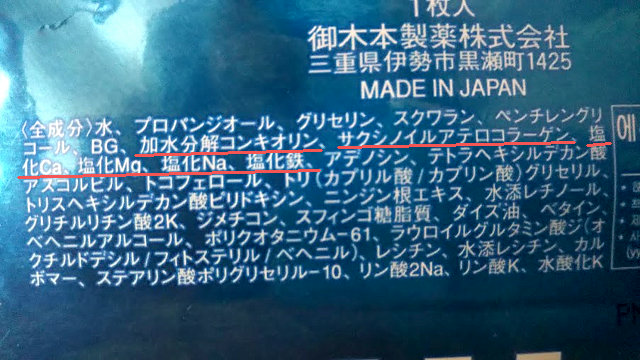 1枚入
御木本製薬株式会社
三重県伊勢市黒瀬町1425
MADE IN JAPAN
〈全成分〉水、プロパンジオール、グリセリン、スクワラン、ペンチレングリ
コール、BG、加水分解コンキオリン、サクシノイルアテロコラーゲン、塩
化Ca、塩化Mg、塩化Na、塩化鉄、アデノシン、テトラヘキシルデカン酸
アスコルビル、トコフェロール、トリ(カプリル酸/カプリン酸)グリセリル、
トリスヘキシルデカン酸ピリドキシン、ニンジン根エキス、水添レチノール、
グリチルリチン酸2K、ジメチコン、スフィンゴ糖脂質、ダイズ油、ベタイン、
ベヘニルアルコール、ポリクオタニウム-61、ラウロイルグルタミン酸ジ(オ
クチルドデシル/フィトステリル/ベヘニル)、レシチン、水添レシチン、カル
ボマー、ステアリン酸ポリグリセリル-10、リン酸2Na、リン酸K、水酸化K